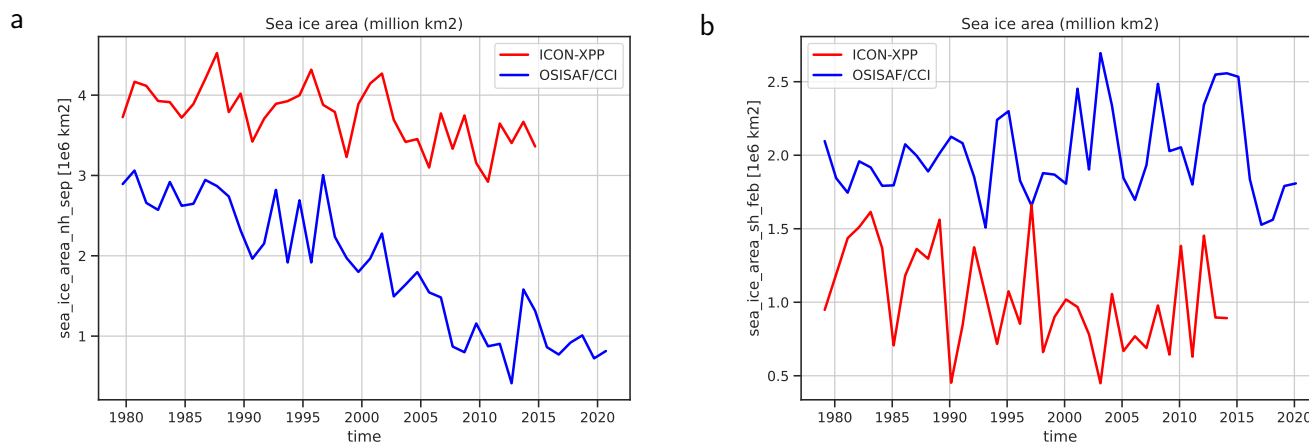 a
Sea ice area (million km2)
ICON-XPP
OSISAF/CCI
sea_ice_area_nh_sep [1e6 km2]
4
3
2
1
1980 1985 1990 1995 2000 2005 2010 2015 2020
time
b
Sea ice area (million km2)
ICON-XPP
OSISAF/CCI
sea_ice_area_sh_feb [1e6 km2]
2.5
2.0
1.5
1.0
0.5
1980 1985 1990 1995 2000 2005 2010 2015 2020
time